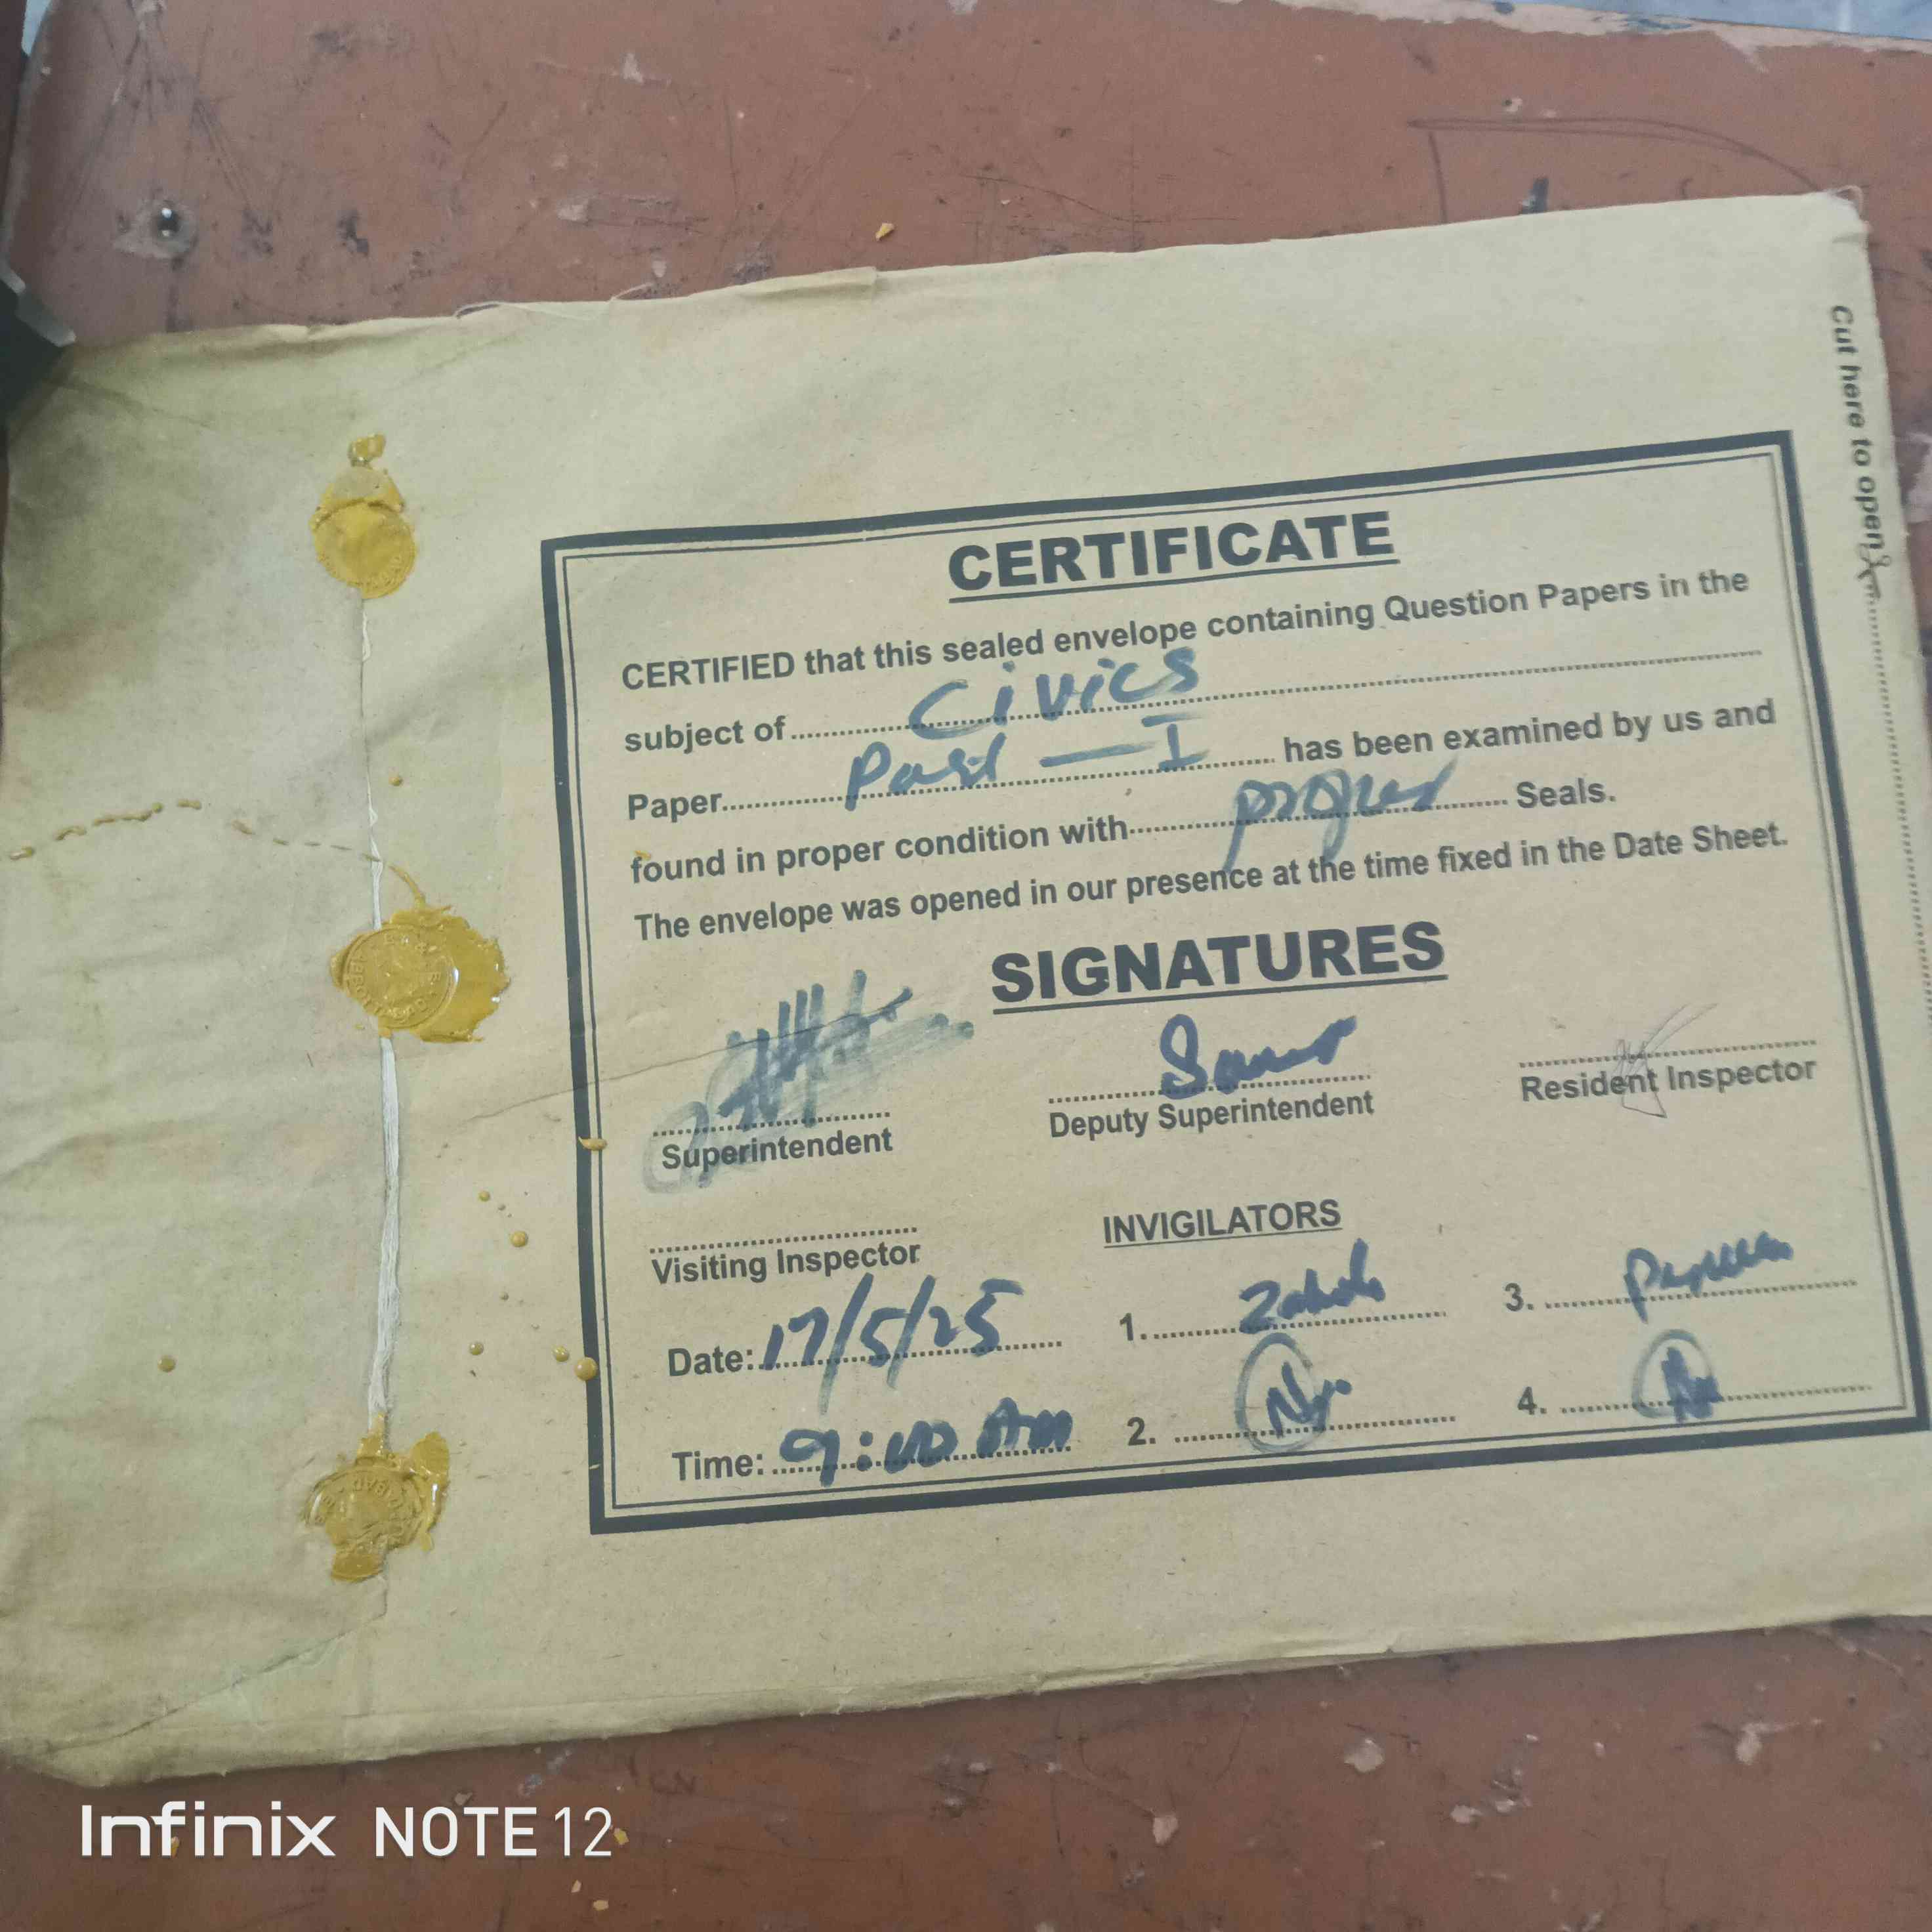 Cut here to open
CERTIFICATE
CERTIFIED that this sealed envelope containing Question Papers in the
subject of Civics
Paper Part — I has been examined by us and
found in proper condition with proper Seals.
The envelope was opened in our presence at the time fixed in the Date Sheet.
SIGNATURES
Superintendent
Deputy Superintendent
Resident Inspector
Visiting Inspector
INVIGILATORS
Date: 17/5/25
1.
3.
Time: 9:00 Am
2.
4.
Infinix NOTE 12